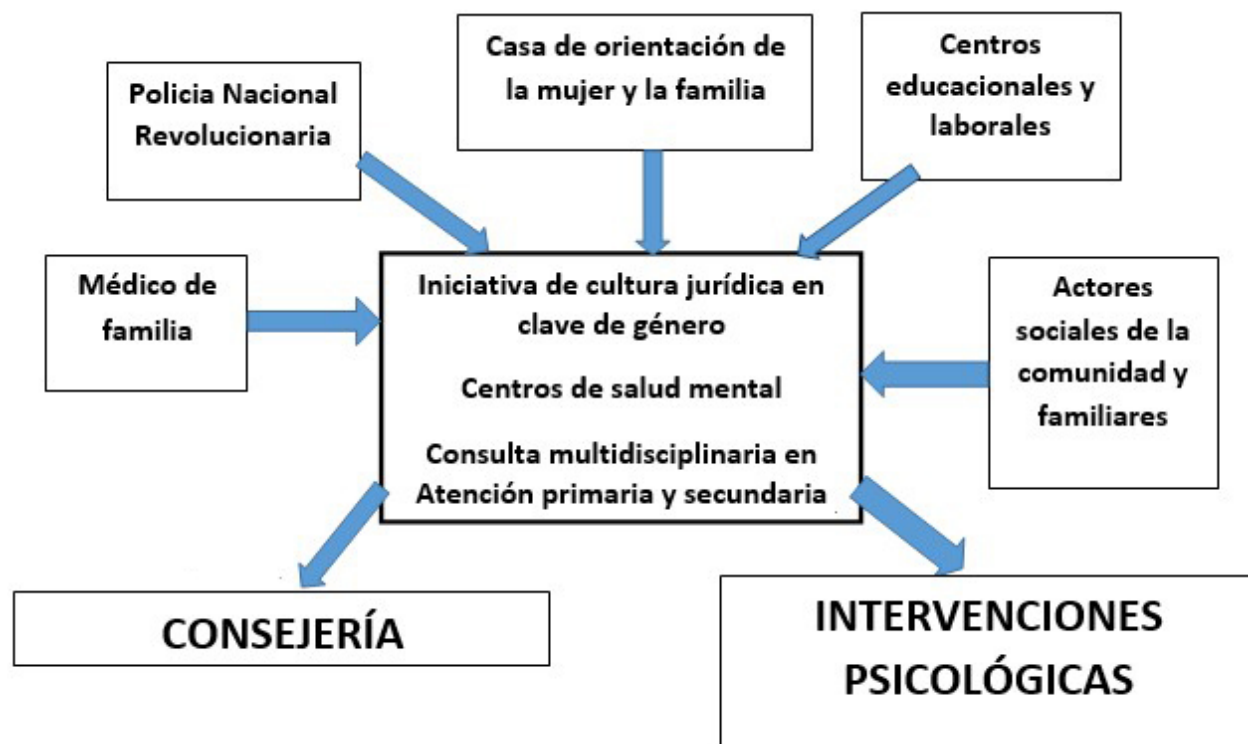 Casa de orientación de
la mujer y la familia
Centros
educacionales y
laborales
Policia Nacional
Revolucionaria
Médico de
familia
Iniciativa de cultura jurídica en
clave de género
Centros de salud mental
Consulta multidisciplinaria en
Atención primaria y secundaria
Actores
sociales de la
comunidad y
familiares
CONSEJERÍA
INTERVENCIONES
PSICOLÓGICAS